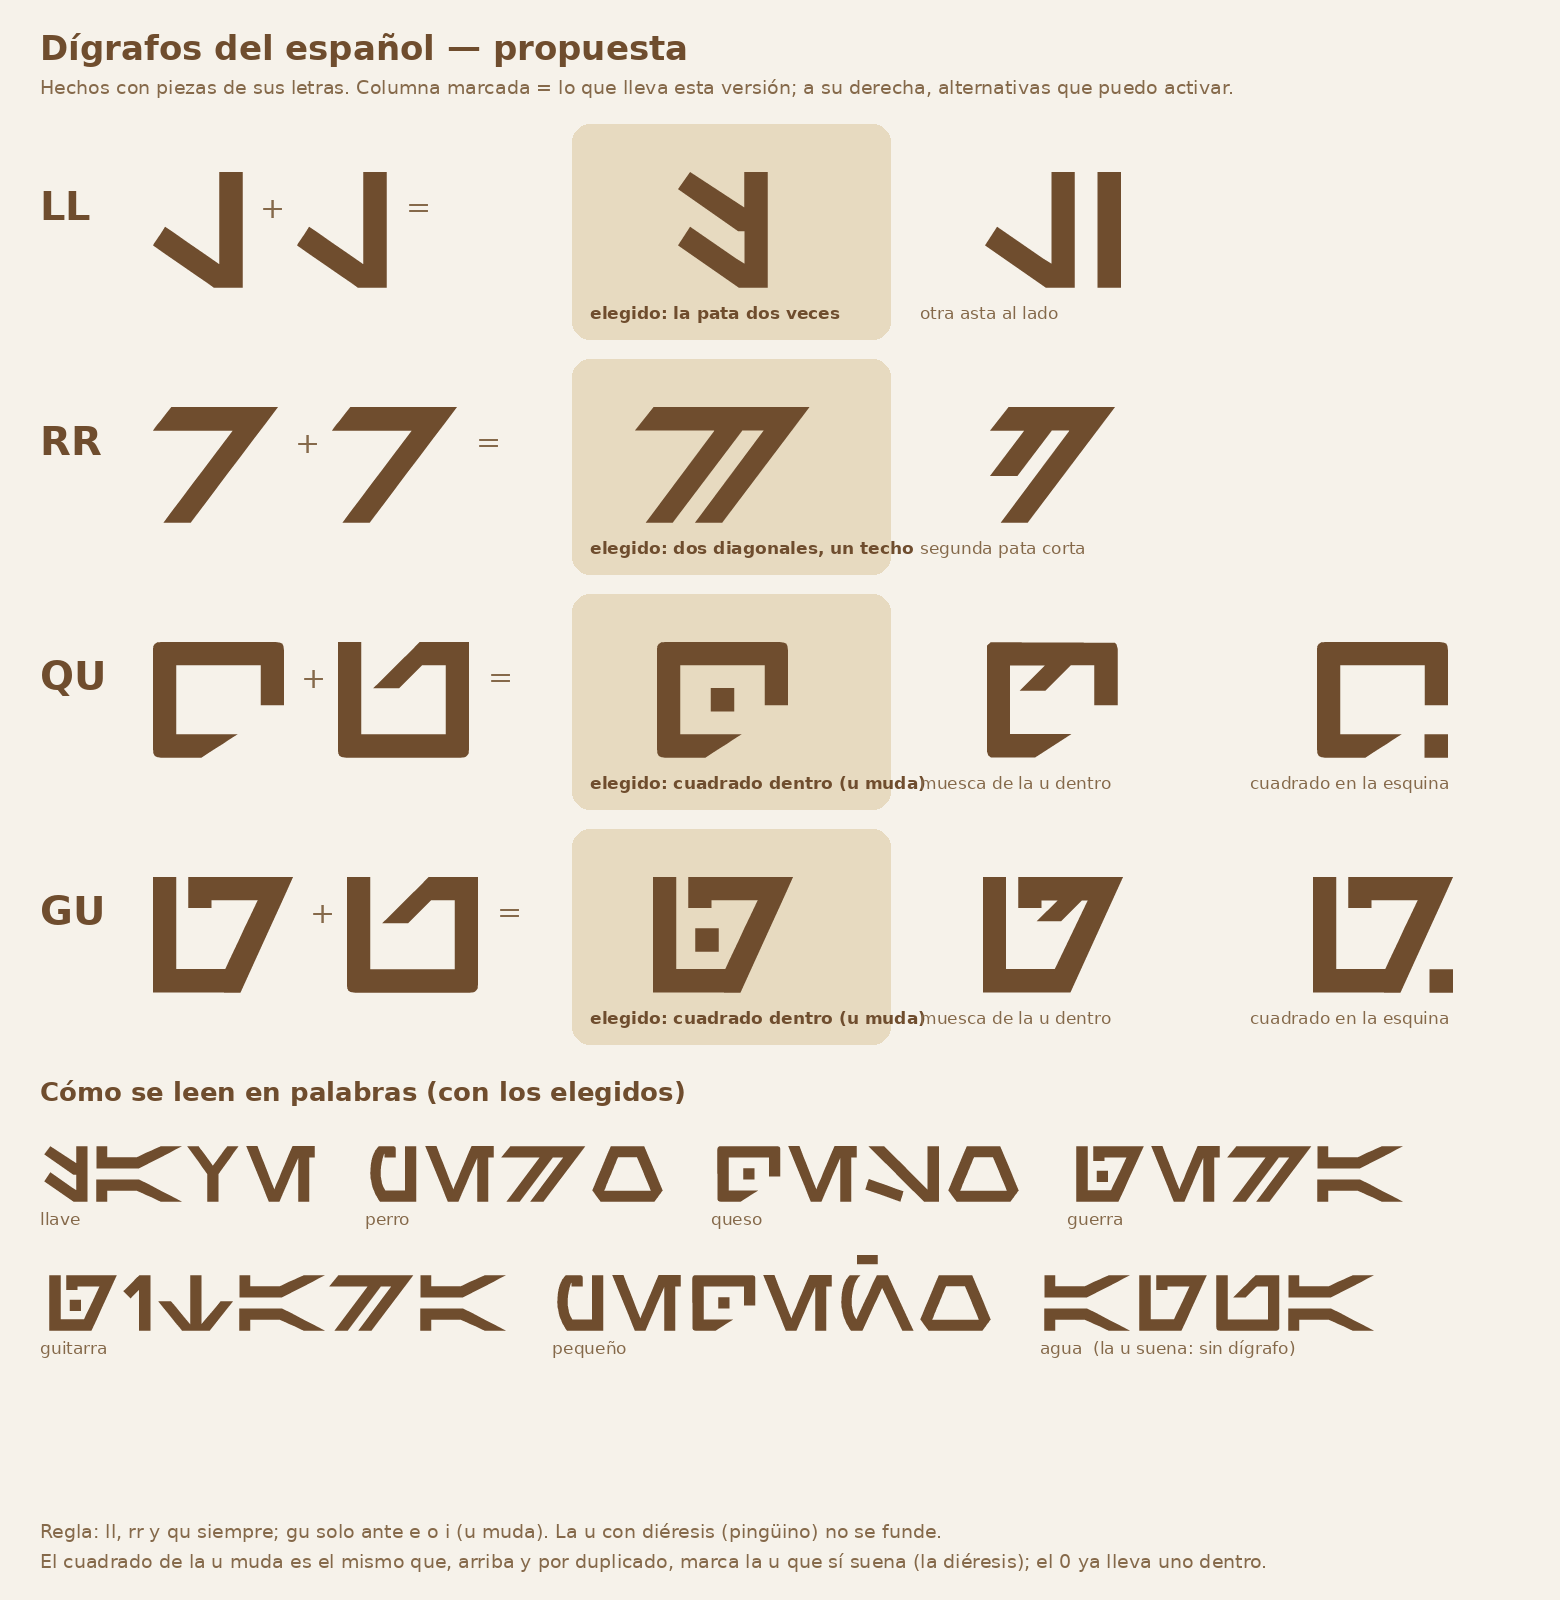 Dígrafos del español — propuesta
Hechos con piezas de sus letras. Columna marcada = lo que lleva esta versión; a su derecha, alternativas que puedo activar.
LL + =
elegido: la pata dos veces otra asta al lado
RR + =
elegido: dos diagonales, un techo segunda pata corta
QU + =
elegido: cuadrado dentro (u muda) muesca de la u dentro cuadrado en la esquina
GU + =
elegido: cuadrado dentro (u muda) muesca de la u dentro cuadrado en la esquina
Cómo se leen en palabras (con los elegidos)
llave perro queso guerra
guitarra pequeño agua (la u suena: sin dígrafo)
Regla: ll, rr y qu siempre; gu solo ante e o i (u muda). La u con diéresis (pingüino) no se funde.
El cuadrado de la u muda es el mismo que, arriba y por duplicado, marca la u que sí suena (la diéresis); el 0 ya lleva uno dentro.